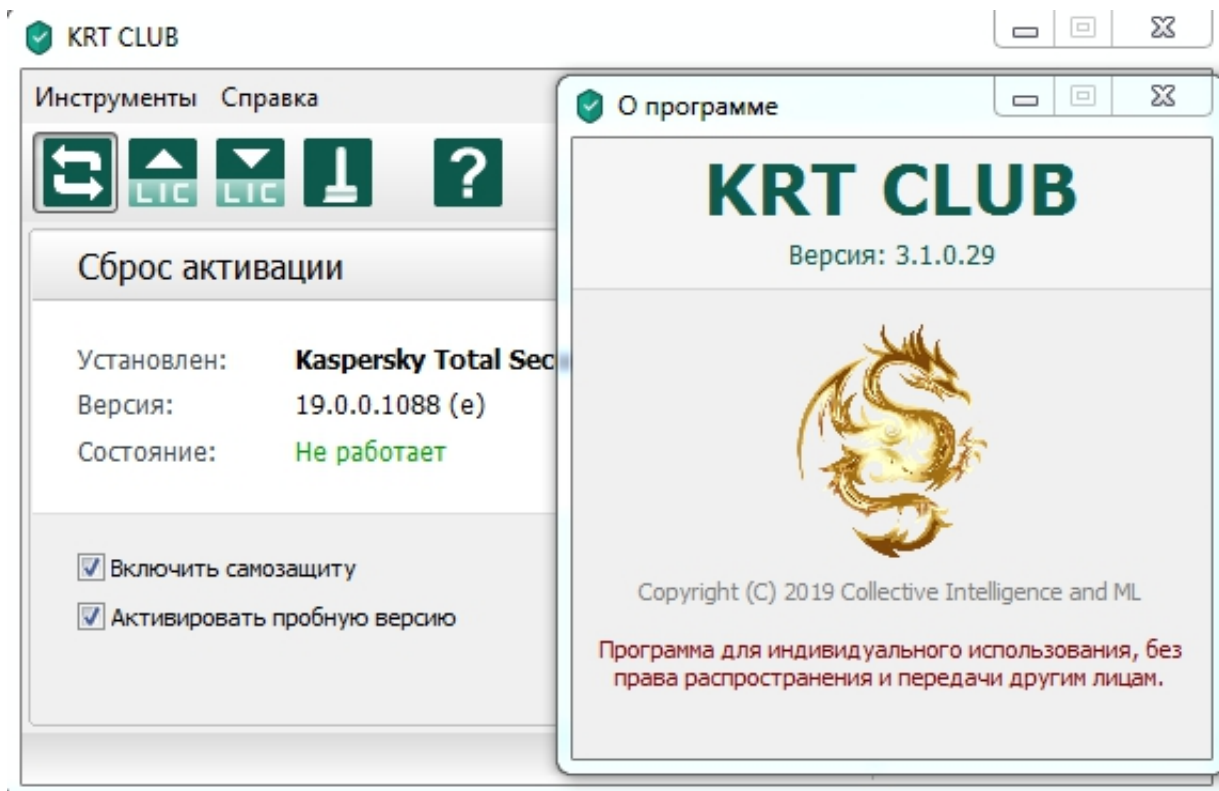 KRT CLUB
Инструменты Справка
LIC LIC ?
Сброс активации
Установлен: Kaspersky Total Sec
Версия: 19.0.0.1088 (e)
Состояние: Не работает
Включить самозащиту
Активировать пробную версию
О программе
KRT CLUB
Версия: 3.1.0.29
Copyright (C) 2019 Collective Intelligence and ML
Программа для индивидуального использования, без
права распространения и передачи другим лицам.